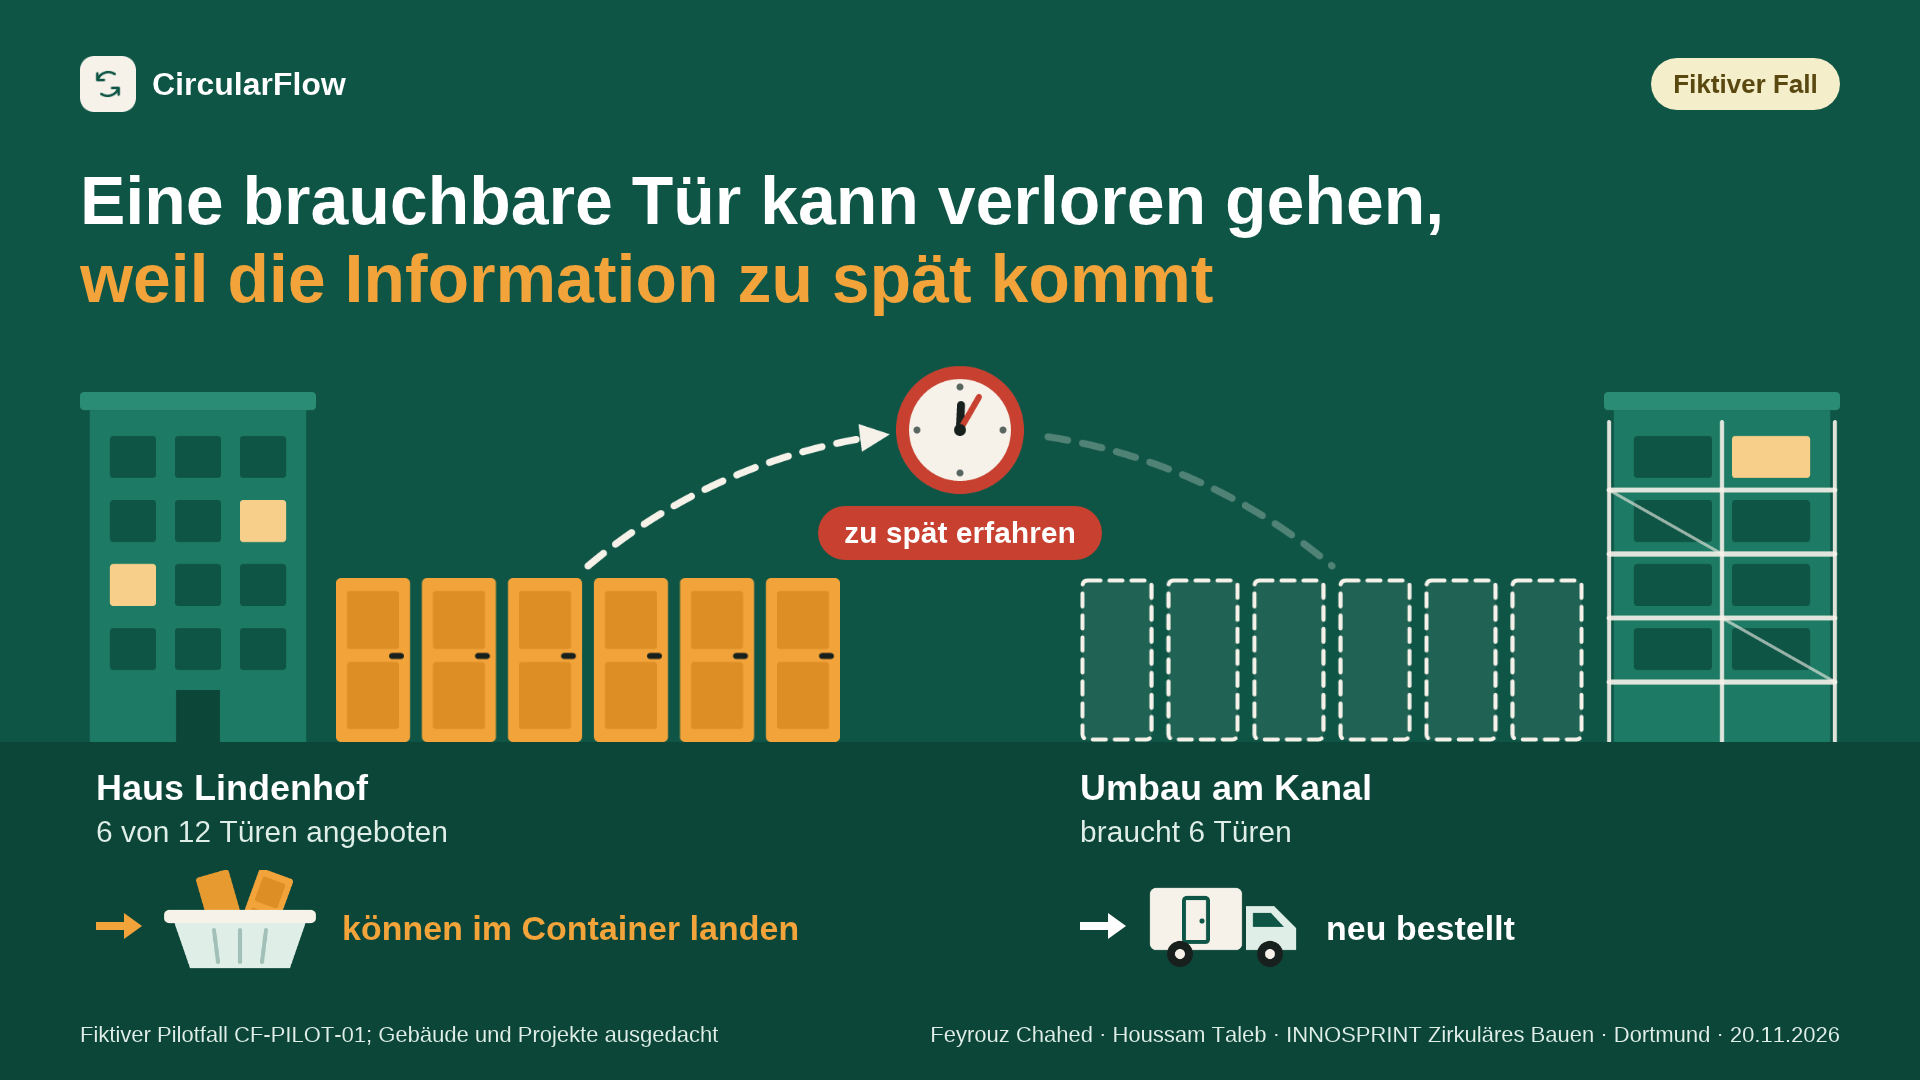 CircularFlow
Fiktiver Fall
Eine brauchbare Tür kann verloren gehen,
weil die Information zu spät kommt
zu spät erfahren
Haus Lindenhof
6 von 12 Türen angeboten
können im Container landen
Umbau am Kanal
braucht 6 Türen
neu bestellt
Fiktiver Pilotfall CF-PILOT-01; Gebäude und Projekte ausgedacht
Feyrouz Chahed · Houssam Taleb · INNOSPRINT Zirkuläres Bauen · Dortmund · 20.11.2026